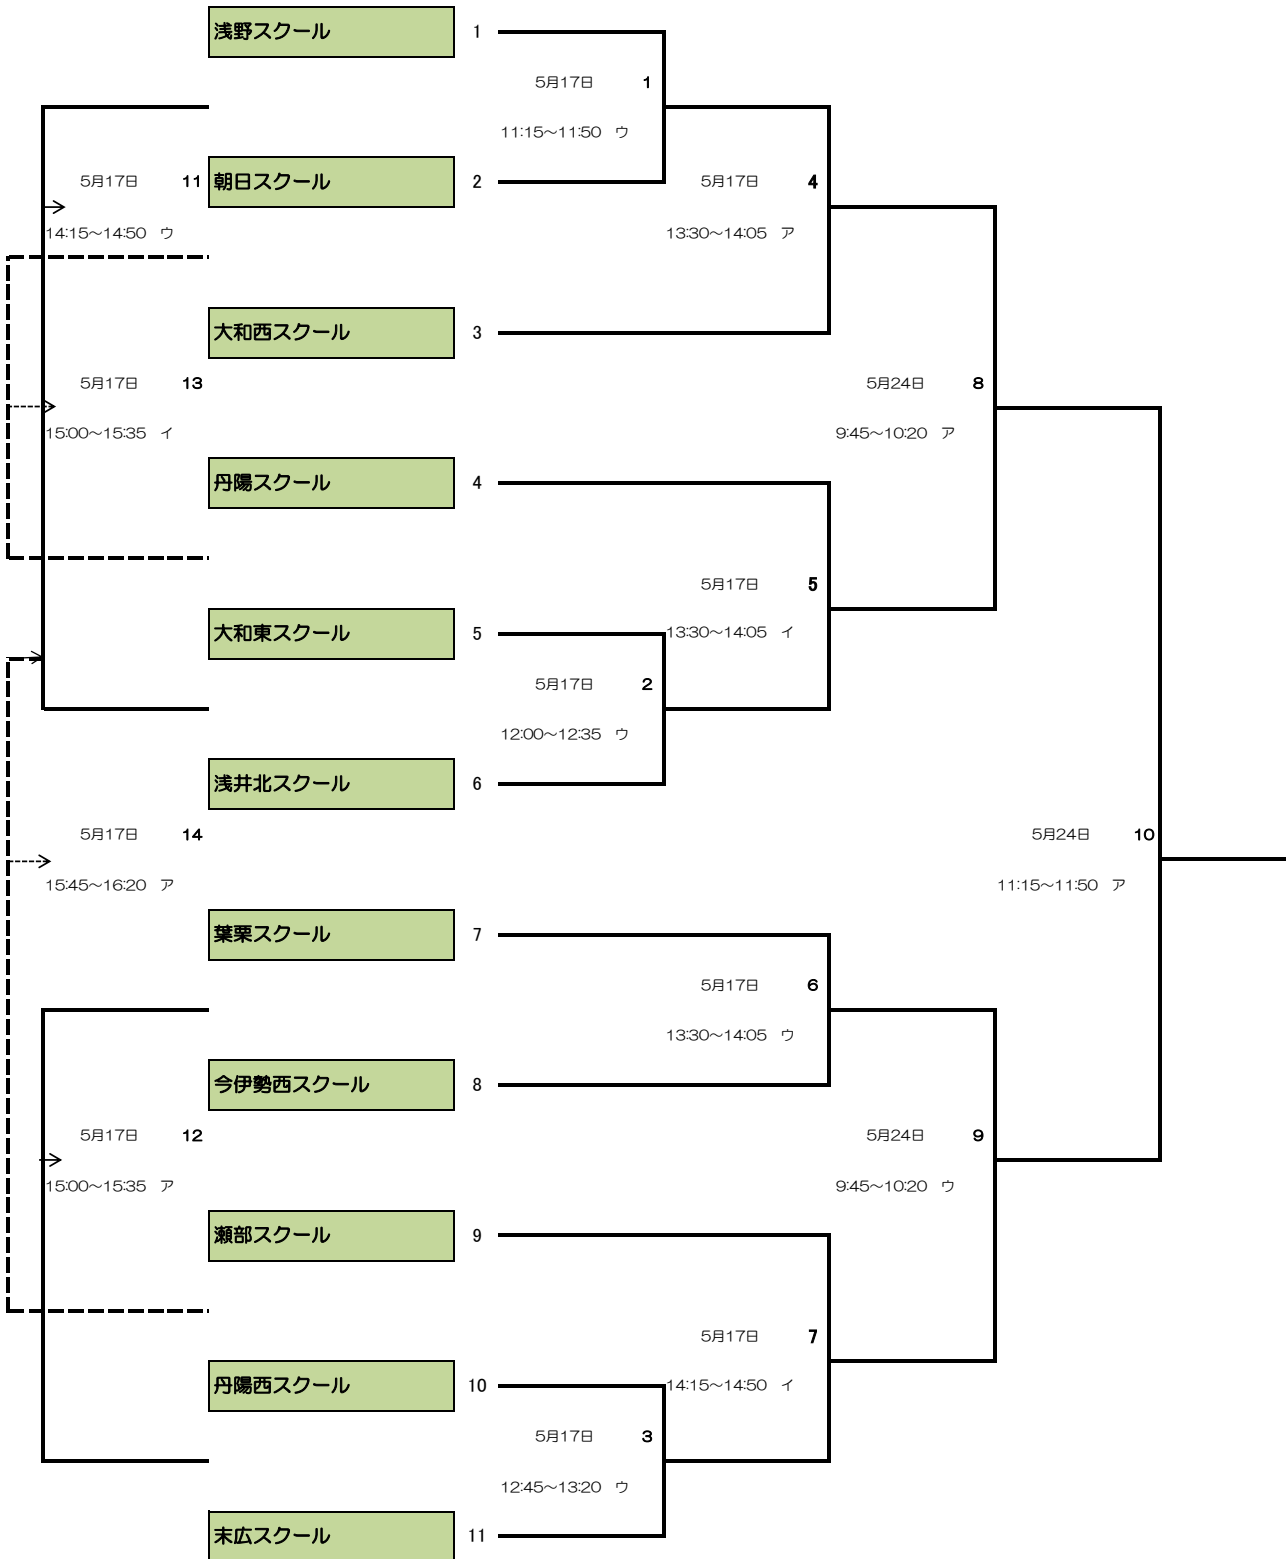 浅野スクール 1
5月17日 1
11:15～11:50 ウ
5月17日 11 朝日スクール 2 5月17日 4
14:15～14:50 ウ 13:30～14:05 ア
大和西スクール 3
5月17日 13 5月24日 8
15:00～15:35 イ 9:45～10:20 ア
丹陽スクール 4
5月17日 5
大和東スクール 5 13:30～14:05 イ
5月17日 2
12:00～12:35 ウ
浅井北スクール 6
5月17日 14 5月24日 10
15:45～16:20 ア 11:15～11:50 ア
葉栗スクール 7
5月17日 6
13:30～14:05 ウ
今伊勢西スクール 8
5月17日 12 5月24日 9
15:00～15:35 ア 9:45～10:20 ウ
瀬部スクール 9
5月17日 7
丹陽西スクール 10 14:15～14:50 イ
5月17日 3
12:45～13:20 ウ
末広スクール 11